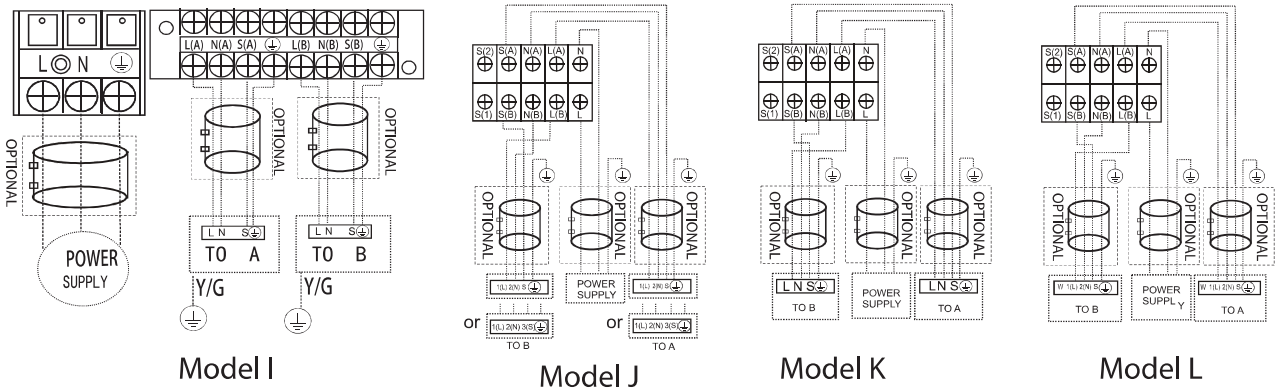 L N
OPTIONAL
POWER
SUPPLY
L(A) N(A) S(A) L(B) N(B) S(B)
OPTIONAL
OPTIONAL
L N S
TO A
Y/G
L N S
TO B
Y/G
Model I
S(2) S(A) N(A) L(A) N
S(1) S(B) N(B) L(B) L
OPTIONAL
OPTIONAL
OPTIONAL
1(L) 2(N) S
POWER
SUPPLY
1(L) 2(N) S
or
1(L) 2(N) 3(S)
TO B
or
1(L) 2(N) 3(S)
TO A
Model J
S(2) S(A) N(A) L(A) N
S(1) S(B) N(B) L(B) L
OPTIONAL
OPTIONAL
OPTIONAL
L N S
TO B
POWER
SUPPLY
L N S
TO A
Model K
S(2) S(A) N(A) L(A) N
S(1) S(B) N(B) L(B) L
OPTIONAL
OPTIONAL
OPTIONAL
W 1(L) 2(N) S
TO B
POWER
SUPPL Y
W 1(L) 2(N) S
TO A
Model L